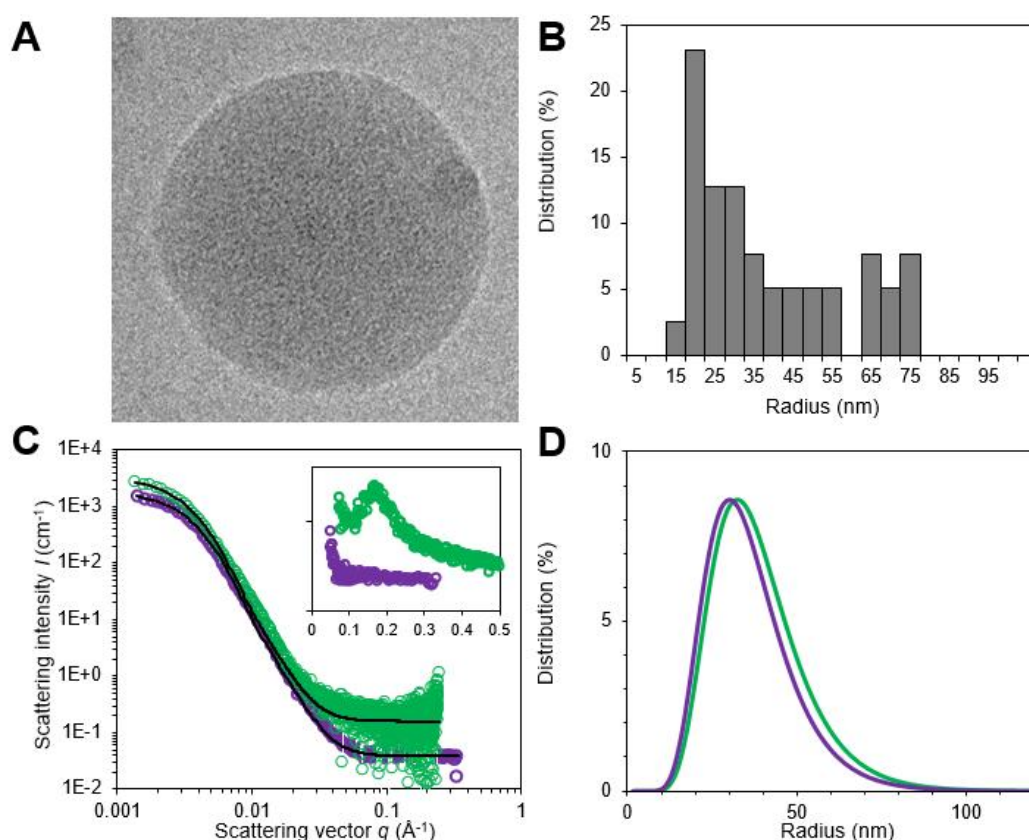 A
B
25
20
15
10
5
0
Distribution (%)
5 15 25 35 45 55 65 75 85 95
Radius (nm)
C
1E+4
1E+3
1E+2
1E+1
1E+0
1E-1
1E-2
Scattering intensity I (cm⁻¹)
0.001 0.01 0.1 1
Scattering vector q (Å⁻¹)
0 0.1 0.2 0.3 0.4 0.5
D
10
5
0
Distribution (%)
0 50 100
Radius (nm)